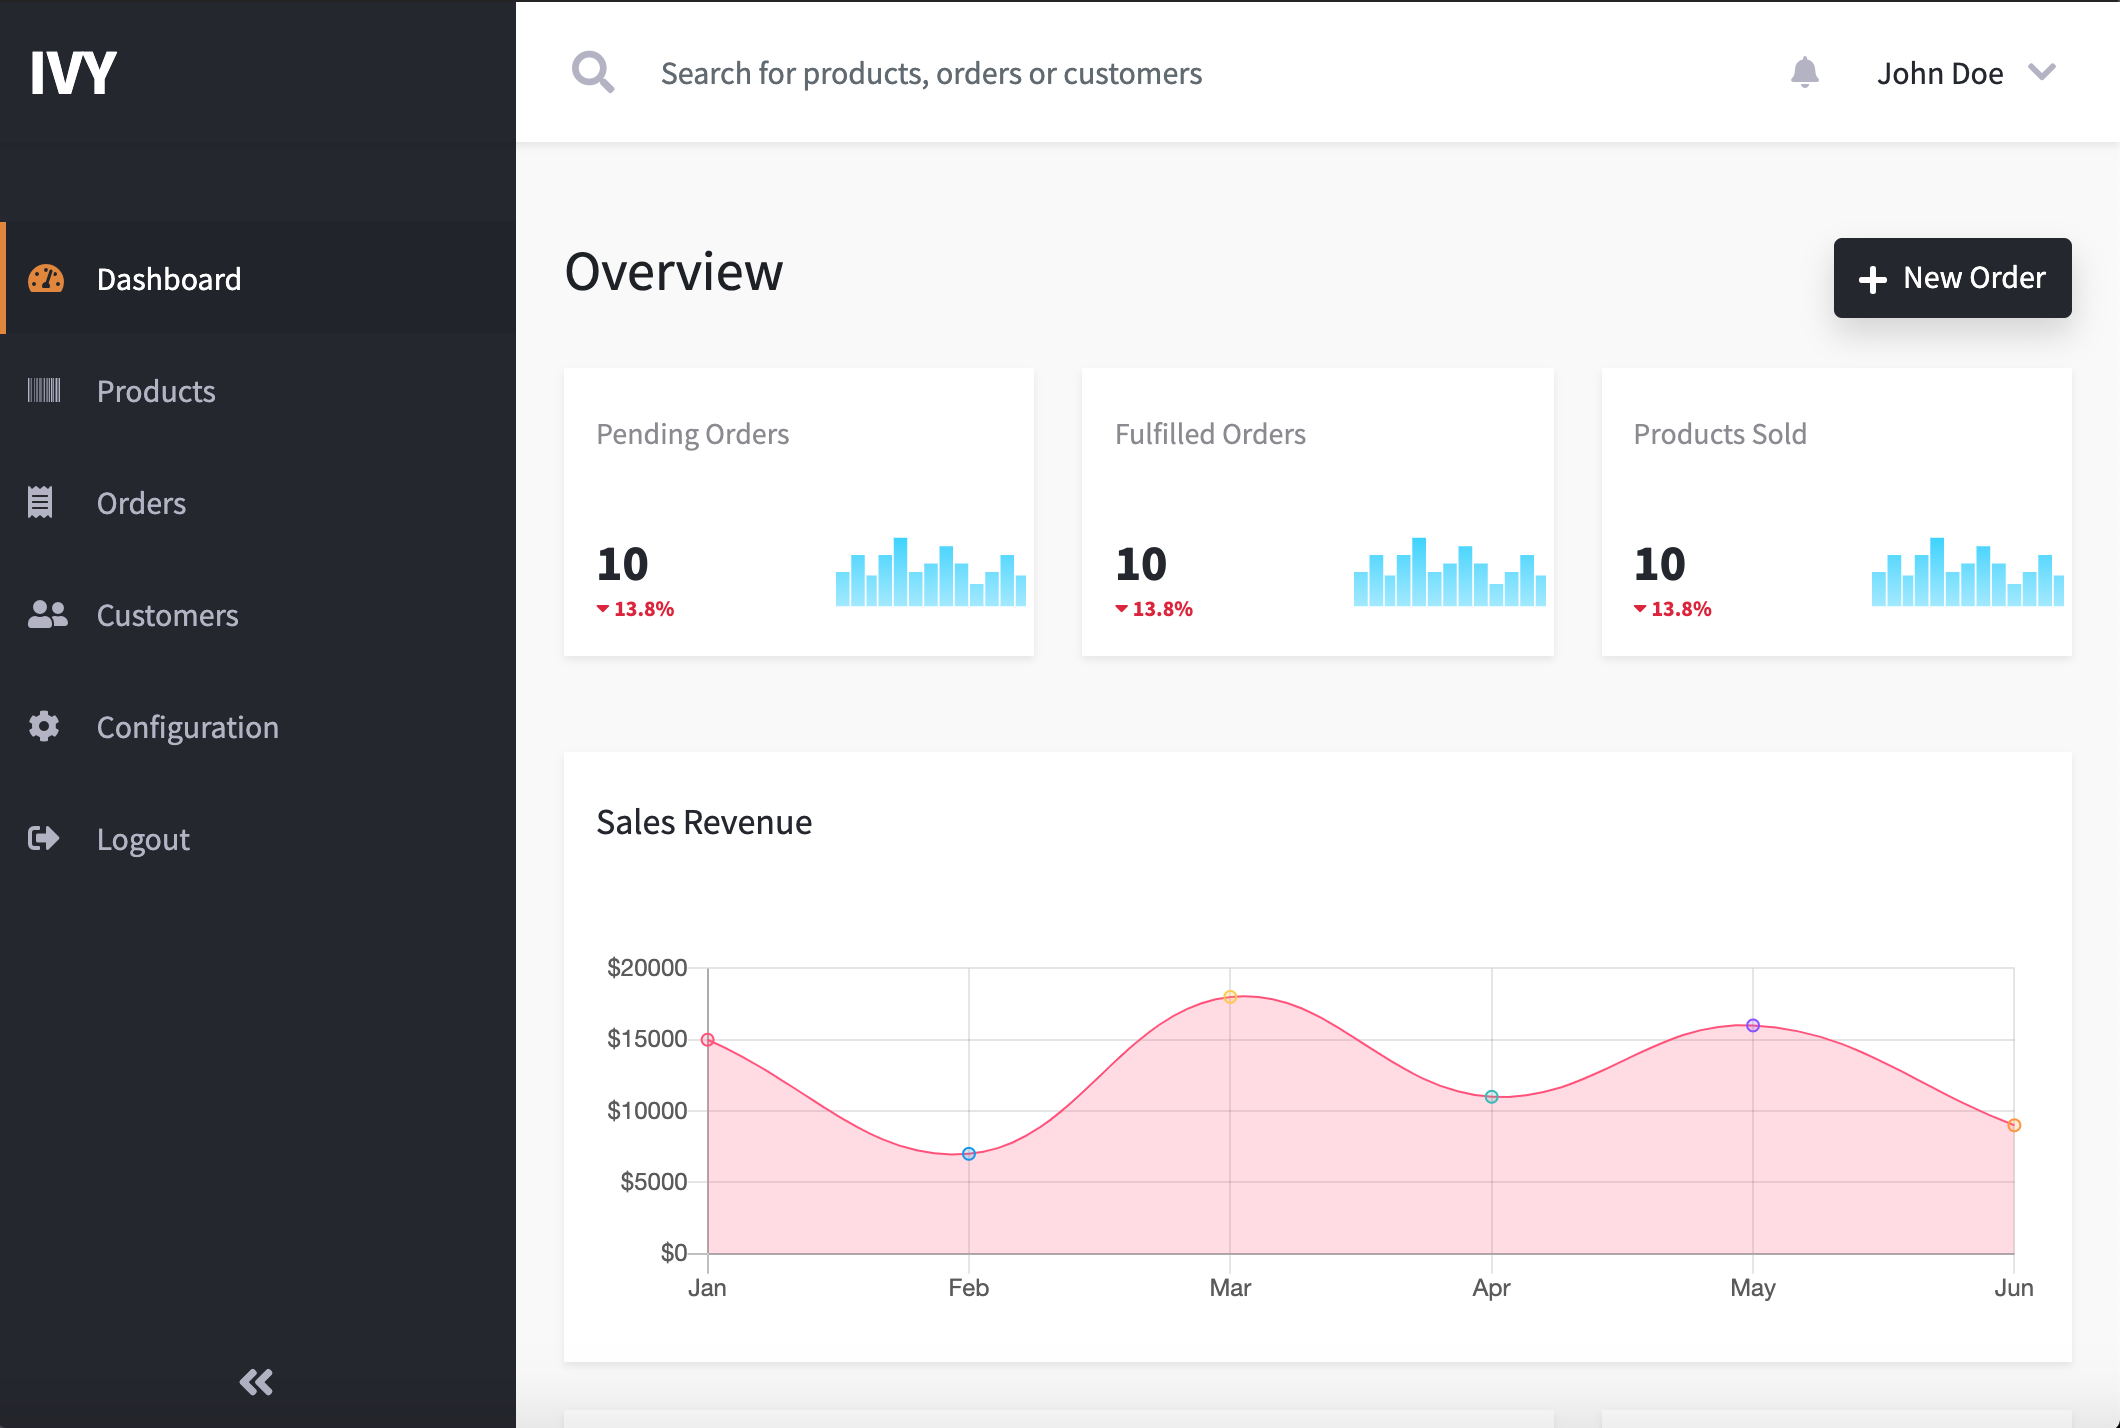 IVY
Search for products, orders or customers
John Doe
Dashboard
Products
Orders
Customers
Configuration
Logout
Overview
New Order
Pending Orders
10
13.8%
Fulfilled Orders
10
13.8%
Products Sold
10
13.8%
Sales Revenue
$20000
$15000
$10000
$5000
$0
Jan Feb Mar Apr May Jun